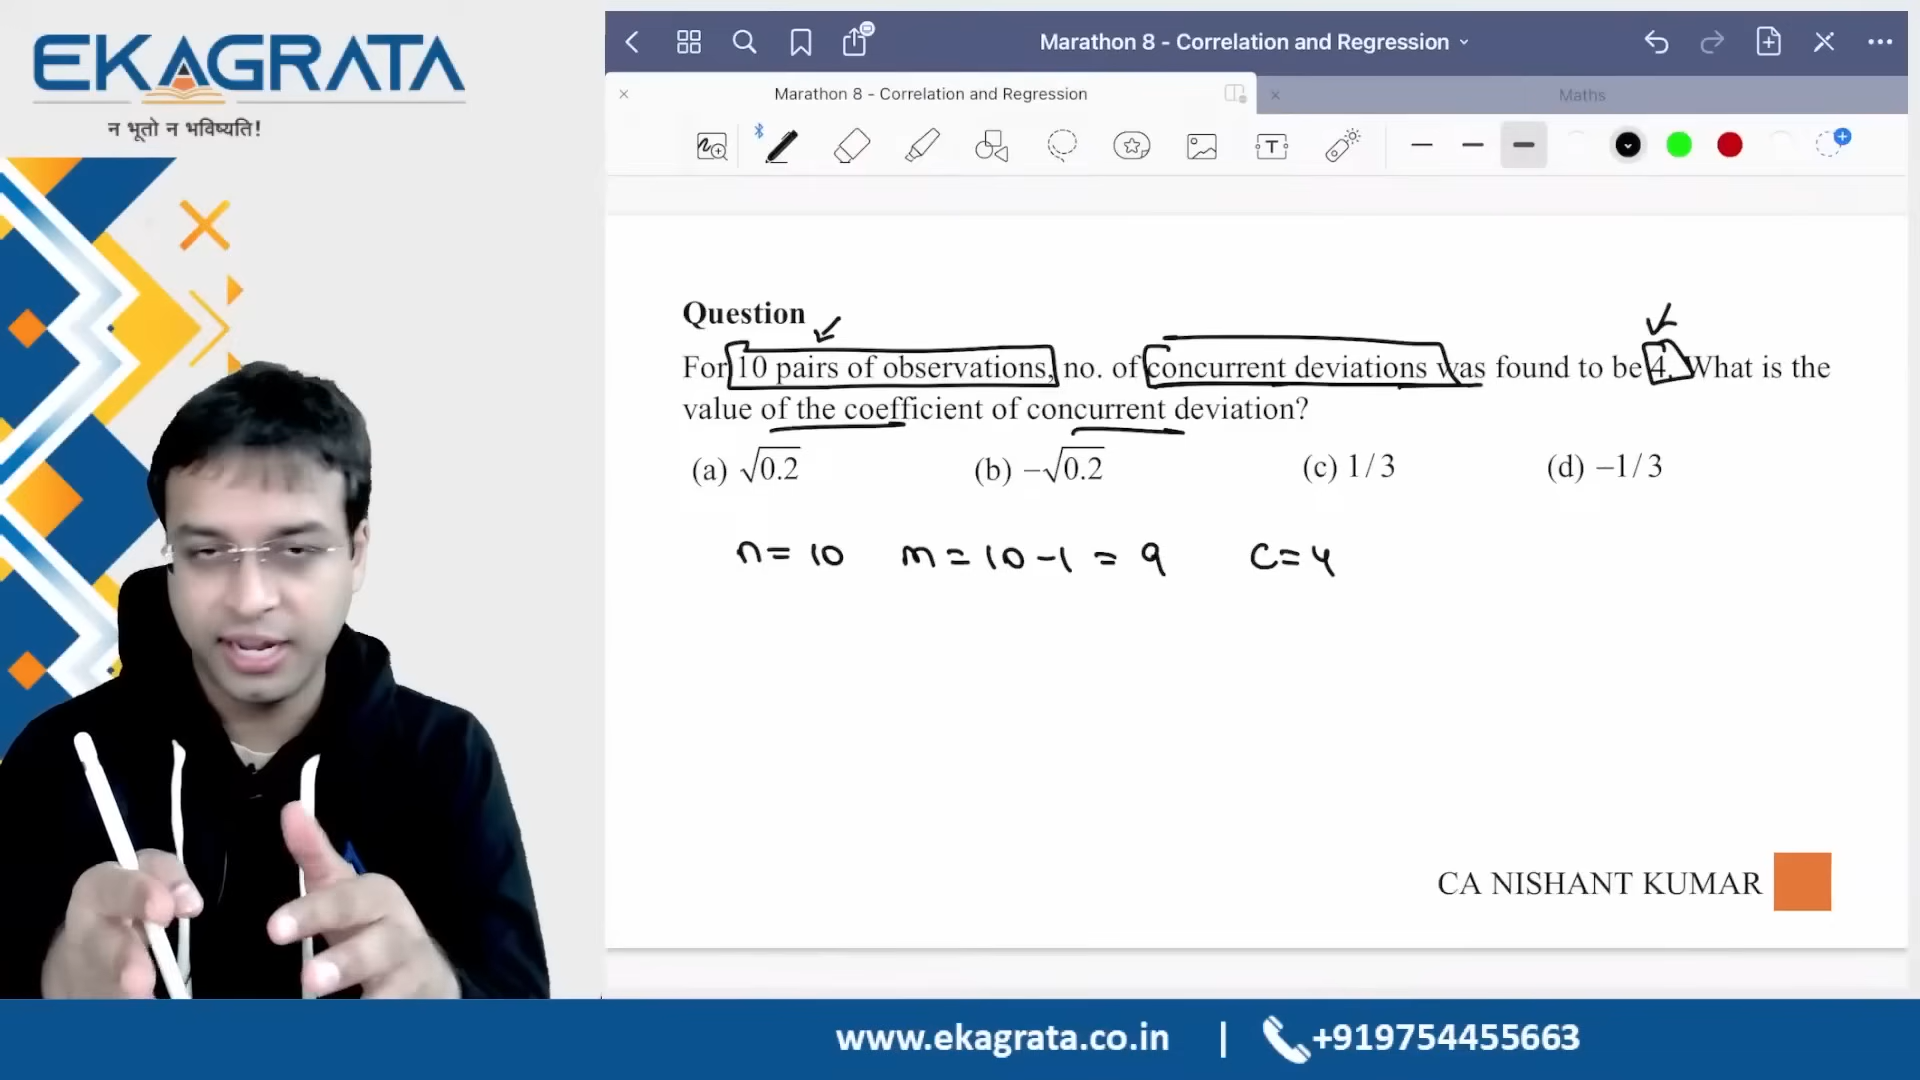 EKAGRATA
न भूतो न भविष्यति!
Marathon 8 - Correlation and Regression
Marathon 8 - Correlation and Regression
Maths
Question
For 10 pairs of observations, no. of concurrent deviations was found to be 4. What is the
value of the coefficient of concurrent deviation?
(a) √0.2 (b) −√0.2 (c) 1/3 (d) −1/3
n = 10 m = 10 - 1 = 9 C = 4
CA NISHANT KUMAR
www.ekagrata.co.in | +919754455663